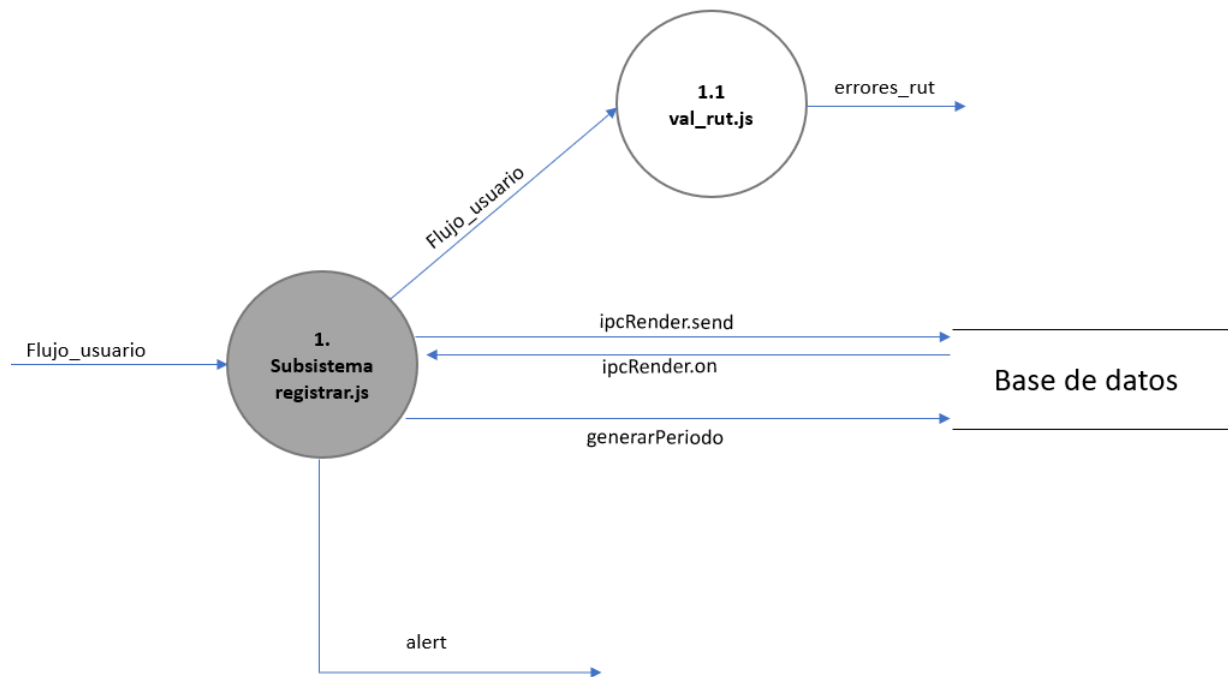 1.1
val_rut.js
errores_rut
Flujo_usuario
1.
Subsistema
registrar.js
Flujo_usuario
ipcRender.send
ipcRender.on
generarPeriodo
Base de datos
alert